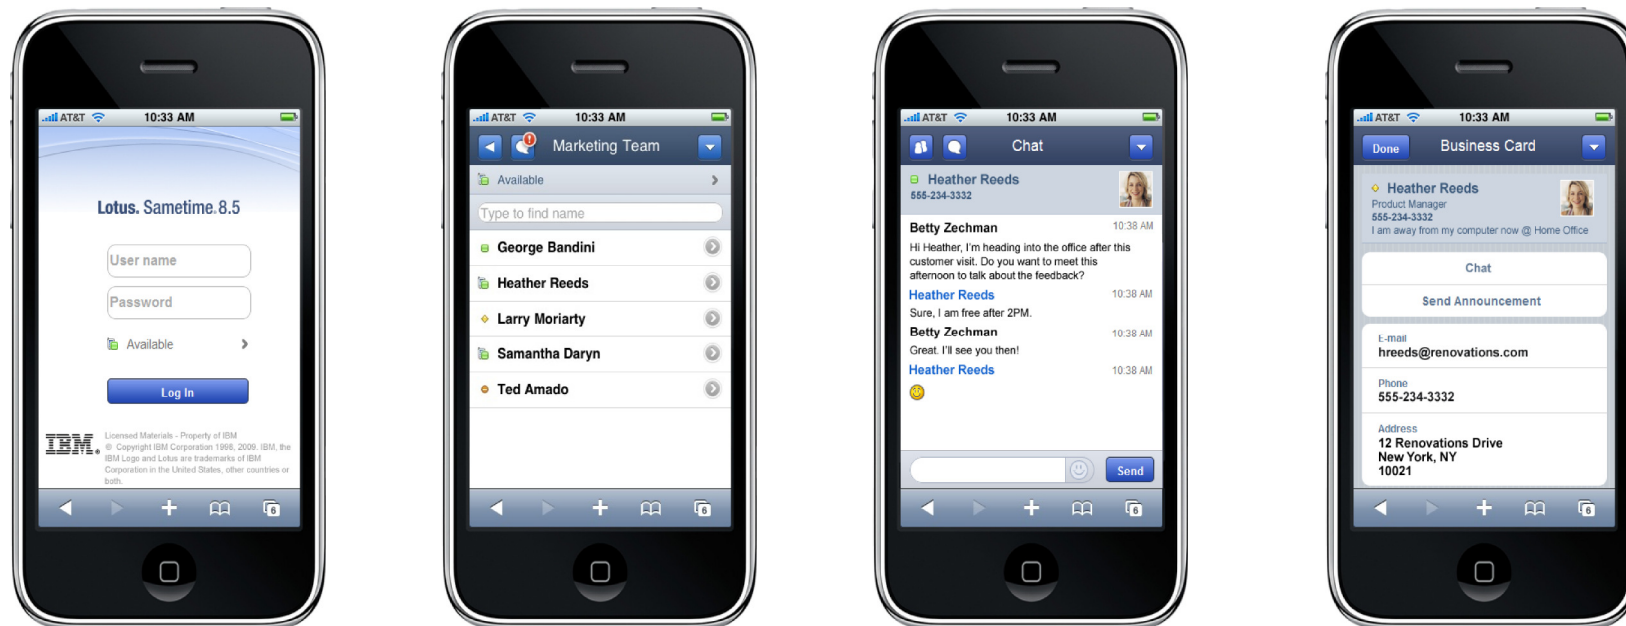 AT&T 10:33 AM
Lotus. Sametime. 8.5
User name
Password
Available
Log In
IBM.
Licensed Materials - Property of IBM
© Copyright IBM Corporation 1998, 2009. IBM, the
IBM Logo and Lotus are trademarks of IBM
Corporation in the United States, other countries or
both.
6
AT&T 10:33 AM
Marketing Team
Available
Type to find name
George Bandini
Heather Reeds
Larry Moriarty
Samantha Daryn
Ted Amado
6
AT&T 10:33 AM
Chat
Heather Reeds
555-234-3332
Betty Zechman 10:38 AM
Hi Heather, I'm heading into the office after this
customer visit. Do you want to meet this
afternoon to talk about the feedback?
Heather Reeds 10:38 AM
Sure, I am free after 2PM.
Betty Zechman 10:38 AM
Great. I'll see you then!
Heather Reeds 10:38 AM
Send
6
AT&T 10:33 AM
Done Business Card
Heather Reeds
Product Manager
555-234-3332
I am away from my computer now @ Home Office
Chat
Send Announcement
E-mail
hreeds@renovations.com
Phone
555-234-3332
Address
12 Renovations Drive
New York, NY
10021
6